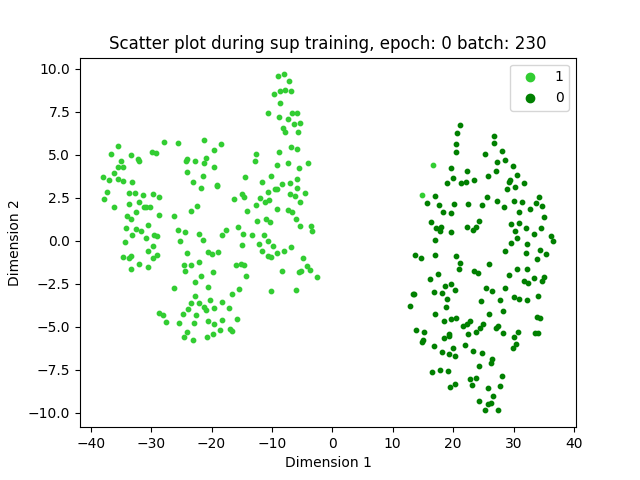 Scatter plot during sup training, epoch: 0 batch: 230
10.0
7.5
5.0
2.5
0.0
−2.5
−5.0
−7.5
−10.0
Dimension 2
1
0
−40 −30 −20 −10 0 10 20 30 40
Dimension 1